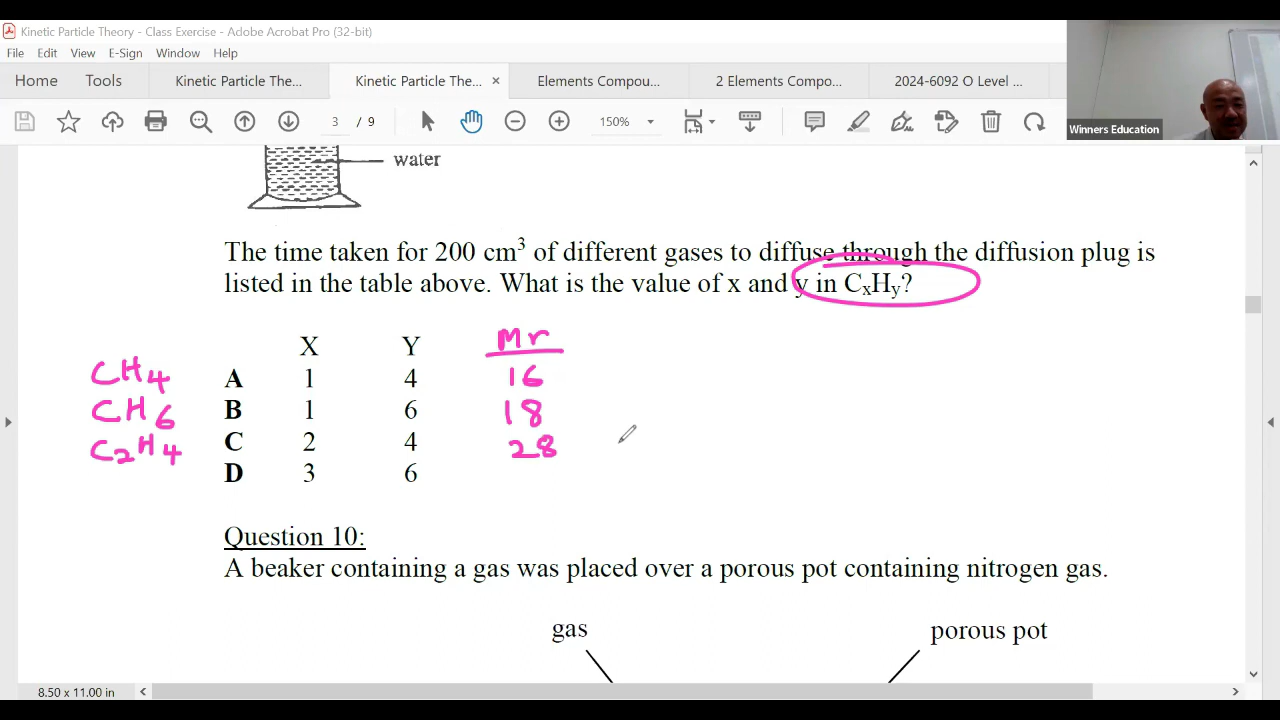 Kinetic Particle Theory - Class Exercise - Adobe Acrobat Pro (32-bit)
File Edit View E-Sign Window Help
Home Tools Kinetic Particle The... Kinetic Particle The... × Elements Compou... 2 Elements Compo... 2024-6092 O Level ...
3 / 9 150%
Winners Education
water
The time taken for 200 cm³ of different gases to diffuse through the diffusion plug is
listed in the table above. What is the value of x and y in CₓHᵧ?
X Y Mr
CH₄ A 1 4 16
CH₆ B 1 6 18
C₂H₄ C 2 4 28
D 3 6
Question 10:
A beaker containing a gas was placed over a porous pot containing nitrogen gas.
gas porous pot
8.50 x 11.00 in